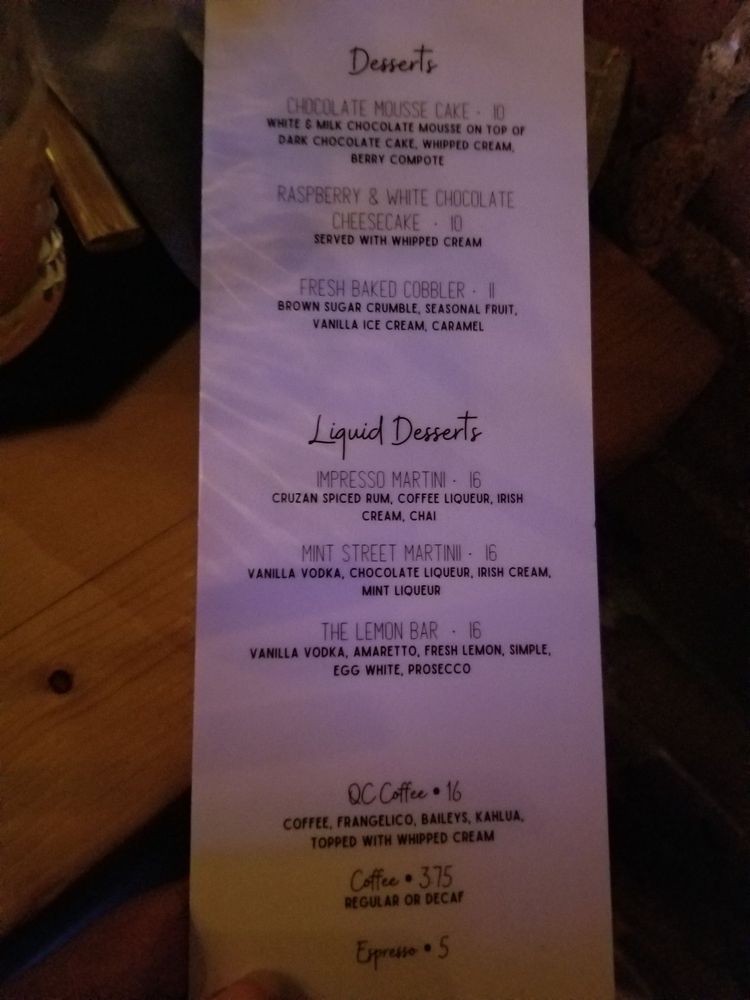 Desserts
CHOCOLATE MOUSSE CAKE · 10
WHITE & MILK CHOCOLATE MOUSSE ON TOP OF
DARK CHOCOLATE CAKE, WHIPPED CREAM,
BERRY COMPOTE
RASPBERRY & WHITE CHOCOLATE
CHEESECAKE · 10
SERVED WITH WHIPPED CREAM
FRESH BAKED COBBLER · 11
BROWN SUGAR CRUMBLE, SEASONAL FRUIT,
VANILLA ICE CREAM, CARAMEL
Liquid Desserts
IMPRESSO MARTINI · 16
CRUZAN SPICED RUM, COFFEE LIQUEUR, IRISH
CREAM, CHAI
MINT STREET MARTINII · 16
VANILLA VODKA, CHOCOLATE LIQUEUR, IRISH CREAM,
MINT LIQUEUR
THE LEMON BAR · 16
VANILLA VODKA, AMARETTO, FRESH LEMON, SIMPLE,
EGG WHITE, PROSECCO
QC Coffee • 16
COFFEE, FRANGELICO, BAILEYS, KAHLUA,
TOPPED WITH WHIPPED CREAM
Coffee • 3.75
REGULAR OR DECAF
Espresso • 5